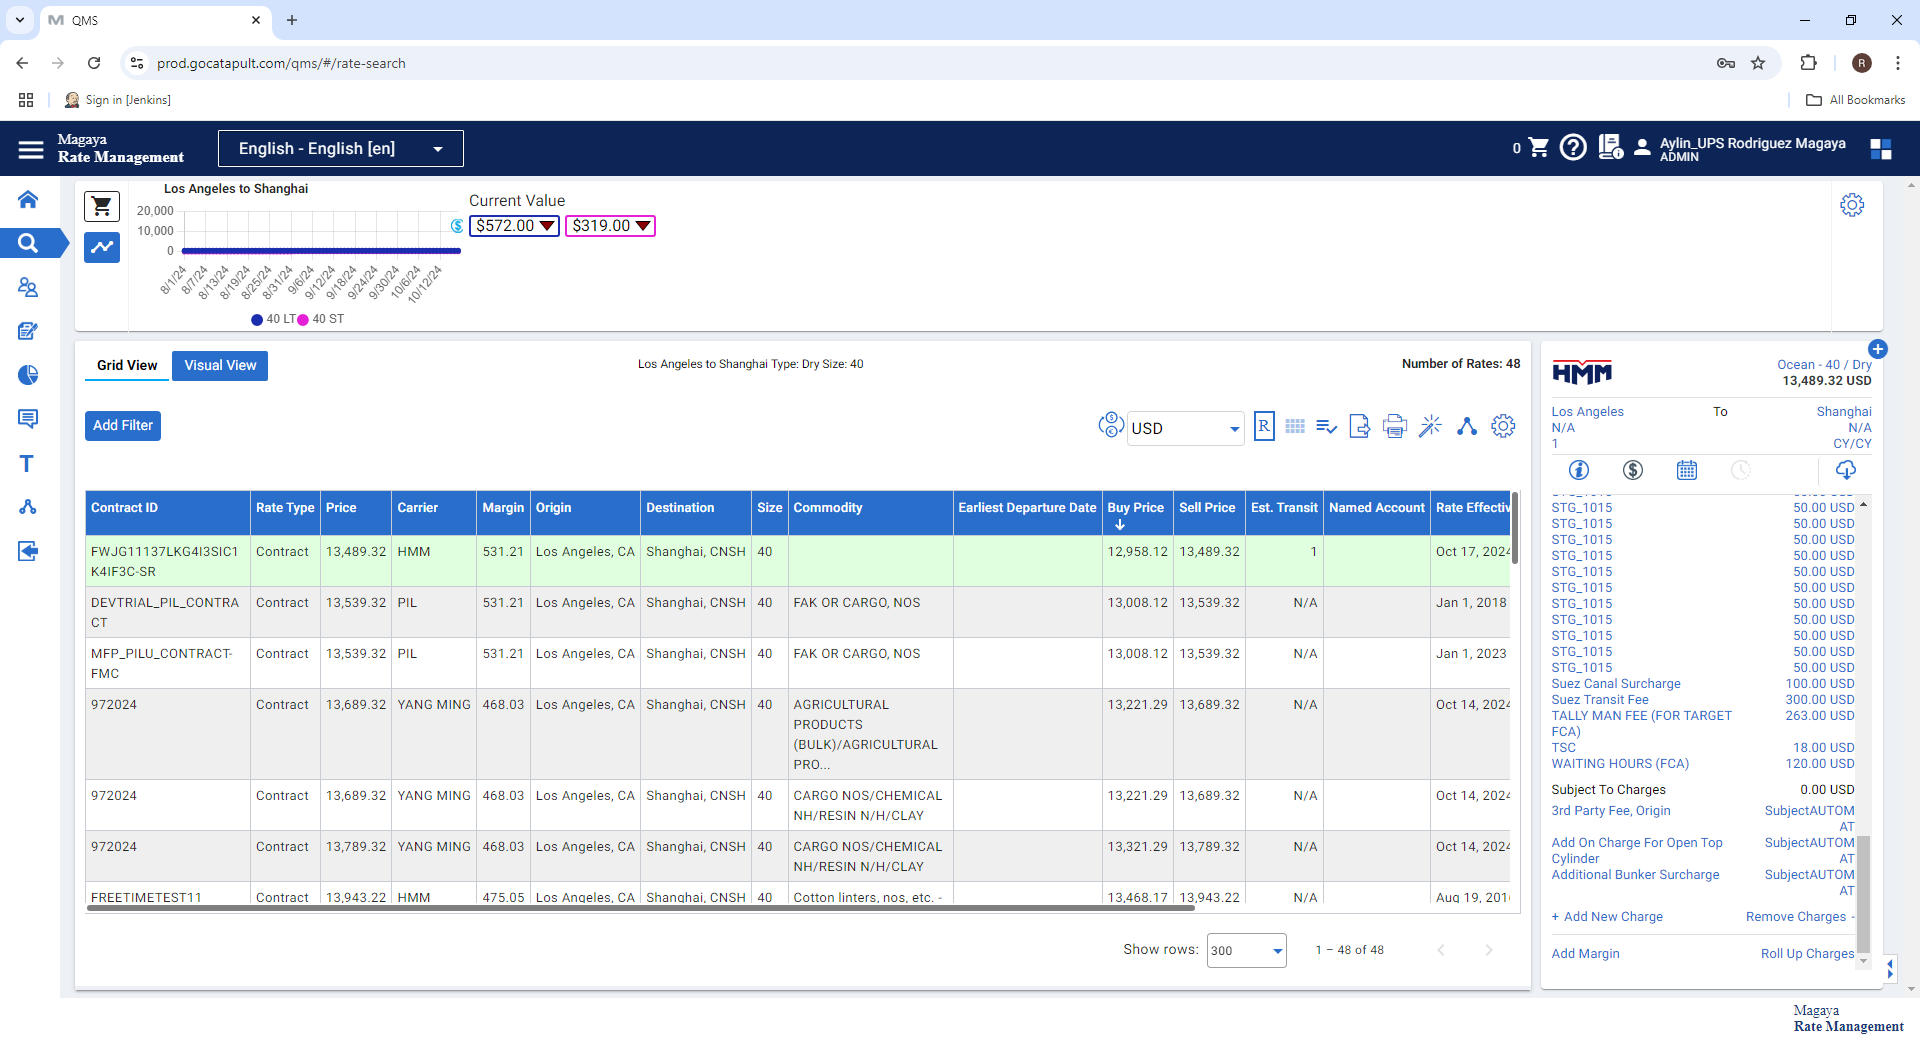 QMS
prod.gocatapult.com/qms/#/rate-search
R
Sign in [Jenkins]
All Bookmarks
Magaya
Rate Management
English - English [en]
0
Aylin_UPS Rodriguez Magaya
ADMIN
Los Angeles to Shanghai
20,000
10,000
0
8/1/24
8/7/24
8/13/24
8/19/24
8/25/24
8/31/24
9/6/24
9/12/24
9/18/24
9/24/24
9/30/24
10/6/24
10/12/24
40 LT
40 ST
Current Value
$572.00
$319.00
Grid View
Visual View
Los Angeles to Shanghai Type: Dry Size: 40
Number of Rates: 48
Add Filter
USD
R
Contract ID Rate Type Price Carrier Margin Origin Destination Size Commodity Earliest Departure Date Buy Price Sell Price Est. Transit Named Account Rate Effectiv
FWJG11137LKG4I3SIC1 Contract 13,489.32 HMM 531.21 Los Angeles, CA Shanghai, CNSH 40 12,958.12 13,489.32 1 Oct 17, 2024
K4IF3C-SR
DEVTRIAL_PIL_CONTRA Contract 13,539.32 PIL 531.21 Los Angeles, CA Shanghai, CNSH 40 FAK OR CARGO, NOS 13,008.12 13,539.32 N/A Jan 1, 2018
CT
MFP_PILU_CONTRACT- Contract 13,539.32 PIL 531.21 Los Angeles, CA Shanghai, CNSH 40 FAK OR CARGO, NOS 13,008.12 13,539.32 N/A Jan 1, 2023
FMC
972024 Contract 13,689.32 YANG MING 468.03 Los Angeles, CA Shanghai, CNSH 40 AGRICULTURAL 13,221.29 13,689.32 N/A Oct 14, 2024
PRODUCTS
(BULK)/AGRICULTURAL
PRO...
972024 Contract 13,689.32 YANG MING 468.03 Los Angeles, CA Shanghai, CNSH 40 CARGO NOS/CHEMICAL 13,221.29 13,689.32 N/A Oct 14, 2024
NH/RESIN N/H/CLAY
972024 Contract 13,789.32 YANG MING 468.03 Los Angeles, CA Shanghai, CNSH 40 CARGO NOS/CHEMICAL 13,321.29 13,789.32 N/A Oct 14, 2024
NH/RESIN N/H/CLAY
FREETIMETEST11 Contract 13,943.22 HMM 475.05 Los Angeles, CA Shanghai, CNSH 40 Cotton linters, nos, etc. - 13,468.17 13,943.22 N/A Aug 19, 201
Show rows: 300 1 – 48 of 48
HMM
Ocean - 40 / Dry
13,489.32 USD
Los Angeles To Shanghai
N/A N/A
1 CY/CY
STG_1015 50.00 USD
STG_1015 50.00 USD
STG_1015 50.00 USD
STG_1015 50.00 USD
STG_1015 50.00 USD
STG_1015 50.00 USD
STG_1015 50.00 USD
STG_1015 50.00 USD
STG_1015 50.00 USD
STG_1015 50.00 USD
STG_1015 50.00 USD
STG_1015 50.00 USD
Suez Canal Surcharge 100.00 USD
Suez Transit Fee 300.00 USD
TALLY MAN FEE (FOR TARGET 263.00 USD
FCA)
TSC 18.00 USD
WAITING HOURS (FCA) 120.00 USD
Subject To Charges 0.00 USD
3rd Party Fee, Origin SubjectAUTOM
AT
Add On Charge For Open Top SubjectAUTOM
Cylinder AT
Additional Bunker Surcharge SubjectAUTOM
AT
+ Add New Charge Remove Charges -
Add Margin Roll Up Charges
Magaya
Rate Management